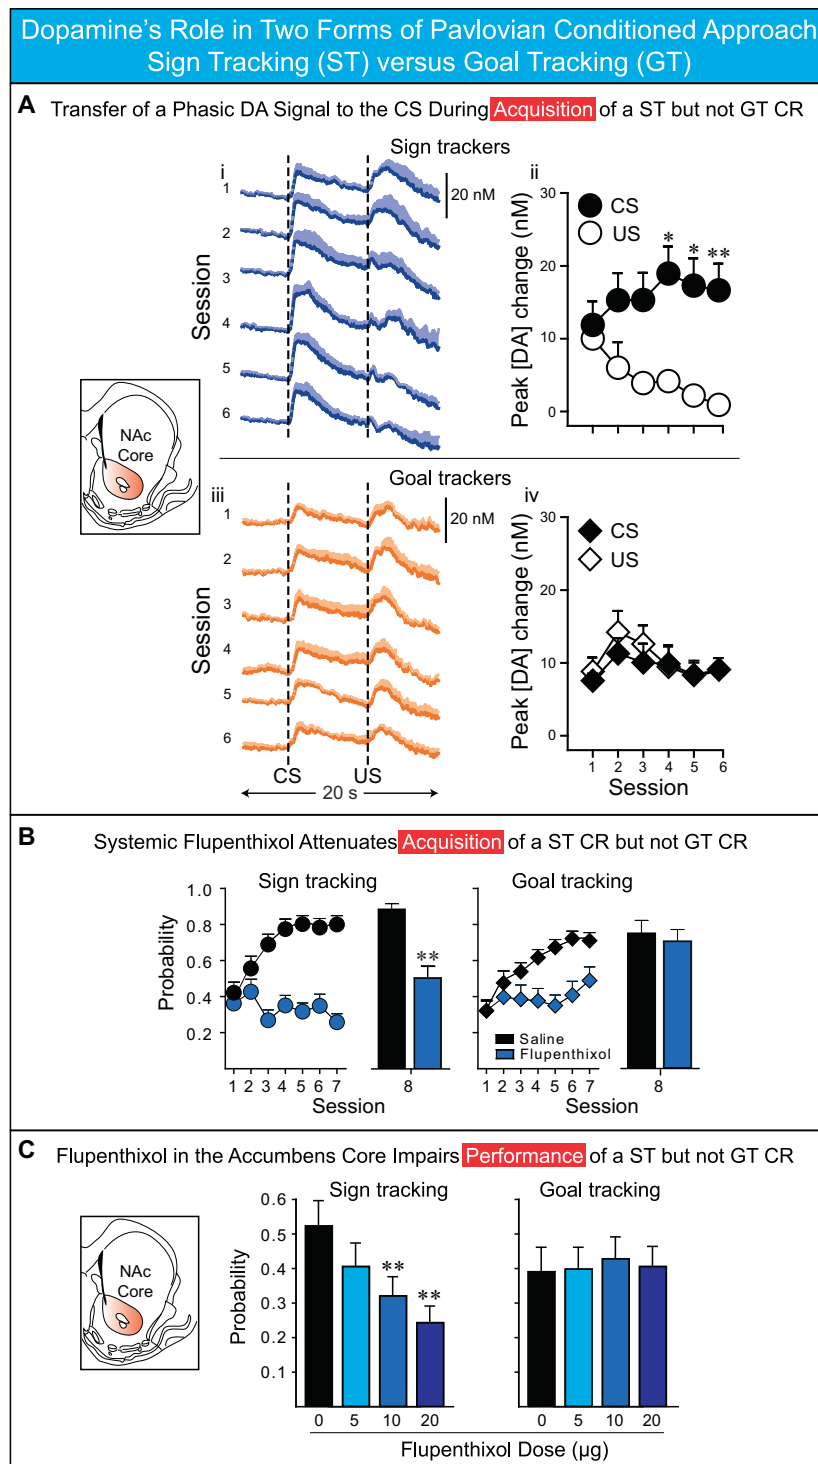 Dopamine's Role in Two Forms of Pavlovian Conditioned Approach
Sign Tracking (ST) versus Goal Tracking (GT)
A Transfer of a Phasic DA Signal to the CS During Acquisition of a ST but not GT CR
Sign trackers
i
1
2
3
4
5
6
Session
20 nM
ii
CS
US
30
20
10
0
Peak [DA] change (nM)
*
*
**
NAc
Core
Goal trackers
iii
1
2
3
4
5
6
Session
20 nM
CS
US
20 s
iv
CS
US
30
20
10
0
Peak [DA] change (nM)
1 2 3 4 5 6
Session
B Systemic Flupenthixol Attenuates Acquisition of a ST CR but not GT CR
Sign tracking
1.0
0.8
0.6
0.4
0.2
Probability
**
1 2 3 4 5 6 7
8
Session
Goal tracking
Saline
Flupenthixol
1 2 3 4 5 6 7
8
Session
C Flupenthixol in the Accumbens Core Impairs Performance of a ST but not GT CR
NAc
Core
Sign tracking
0.6
0.5
0.4
0.3
0.2
0.1
Probability
**
**
0 5 10 20
Goal tracking
0 5 10 20
Flupenthixol Dose (µg)